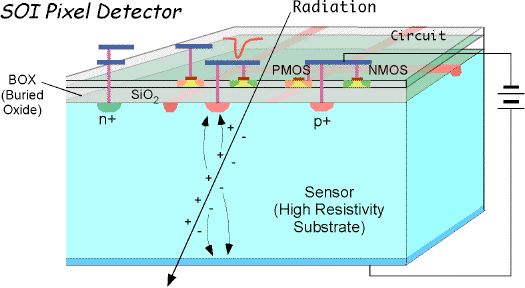 SOI Pixel Detector
Radiation
Circuit
PMOS
NMOS
BOX
(Buried
Oxide)
SiO2
n+
p+
+ -
+ -
+ -
+ -
+ -
+ -
Sensor
(High Resistivity
Substrate)